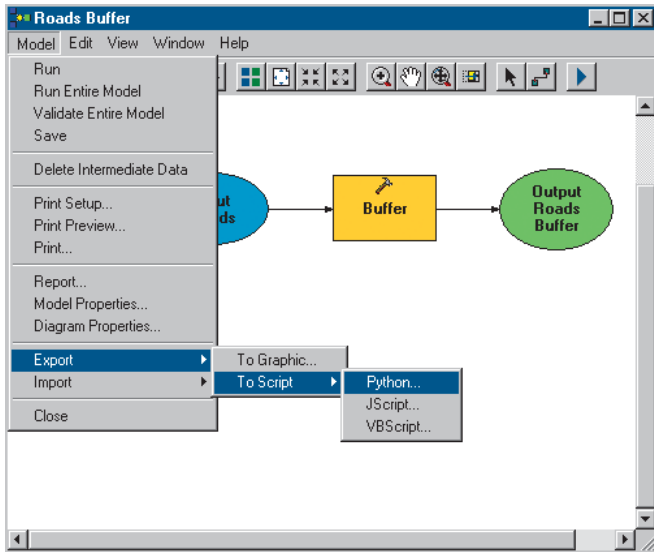 Roads Buffer
Model Edit View Window Help
Run
Run Entire Model
Validate Entire Model
Save
Delete Intermediate Data
Print Setup...
Print Preview...
Print...
Report...
Model Properties...
Diagram Properties...
Export
Import
Close
To Graphic...
To Script
Python...
JScript...
VBScript...
ut
ds
Buffer
Output
Roads
Buffer